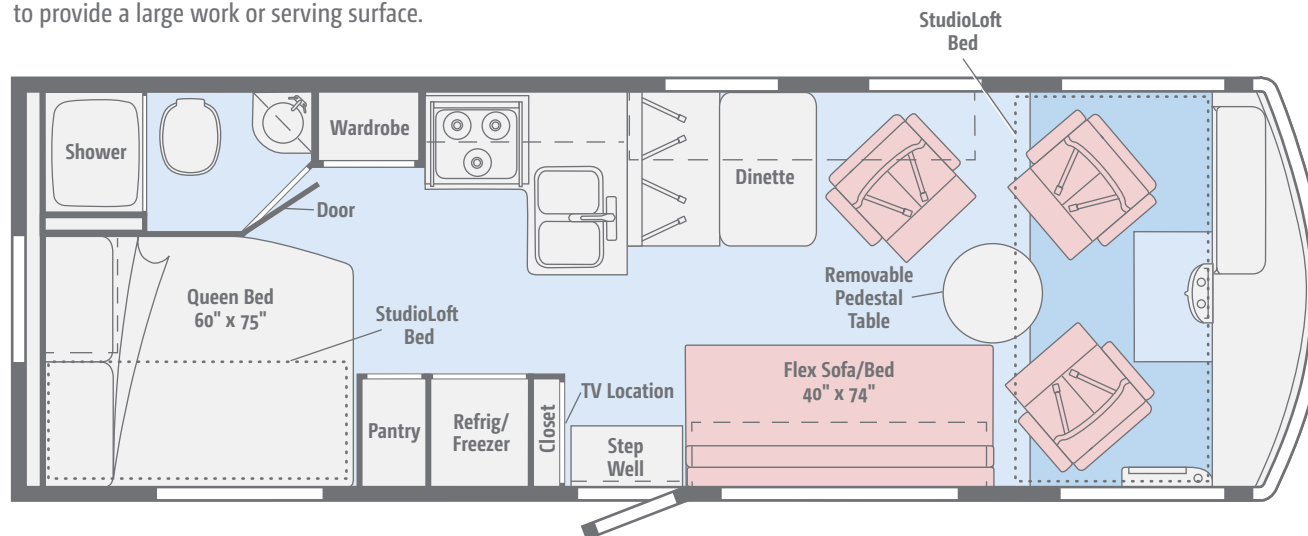 to provide a large work or serving surface.
StudioLoft
Bed
Shower
Wardrobe
Door
Dinette
Queen Bed
60" x 75"
StudioLoft
Bed
Removable
Pedestal
Table
Flex Sofa/Bed
40" x 74"
TV Location
Pantry
Refrig/
Freezer
Closet
Step
Well